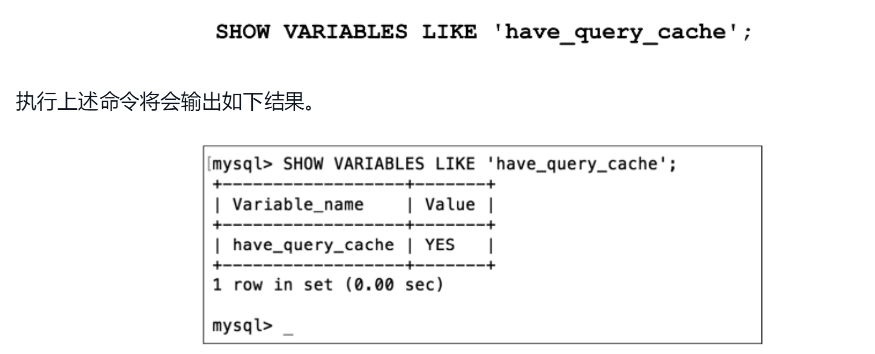 SHOW VARIABLES LIKE 'have_query_cache';
执行上述命令将会输出如下结果。
[mysql> SHOW VARIABLES LIKE 'have_query_cache';
+------------------+-------+
| Variable_name    | Value |
+------------------+-------+
| have_query_cache | YES   |
+------------------+-------+
1 row in set (0.00 sec)
mysql> _